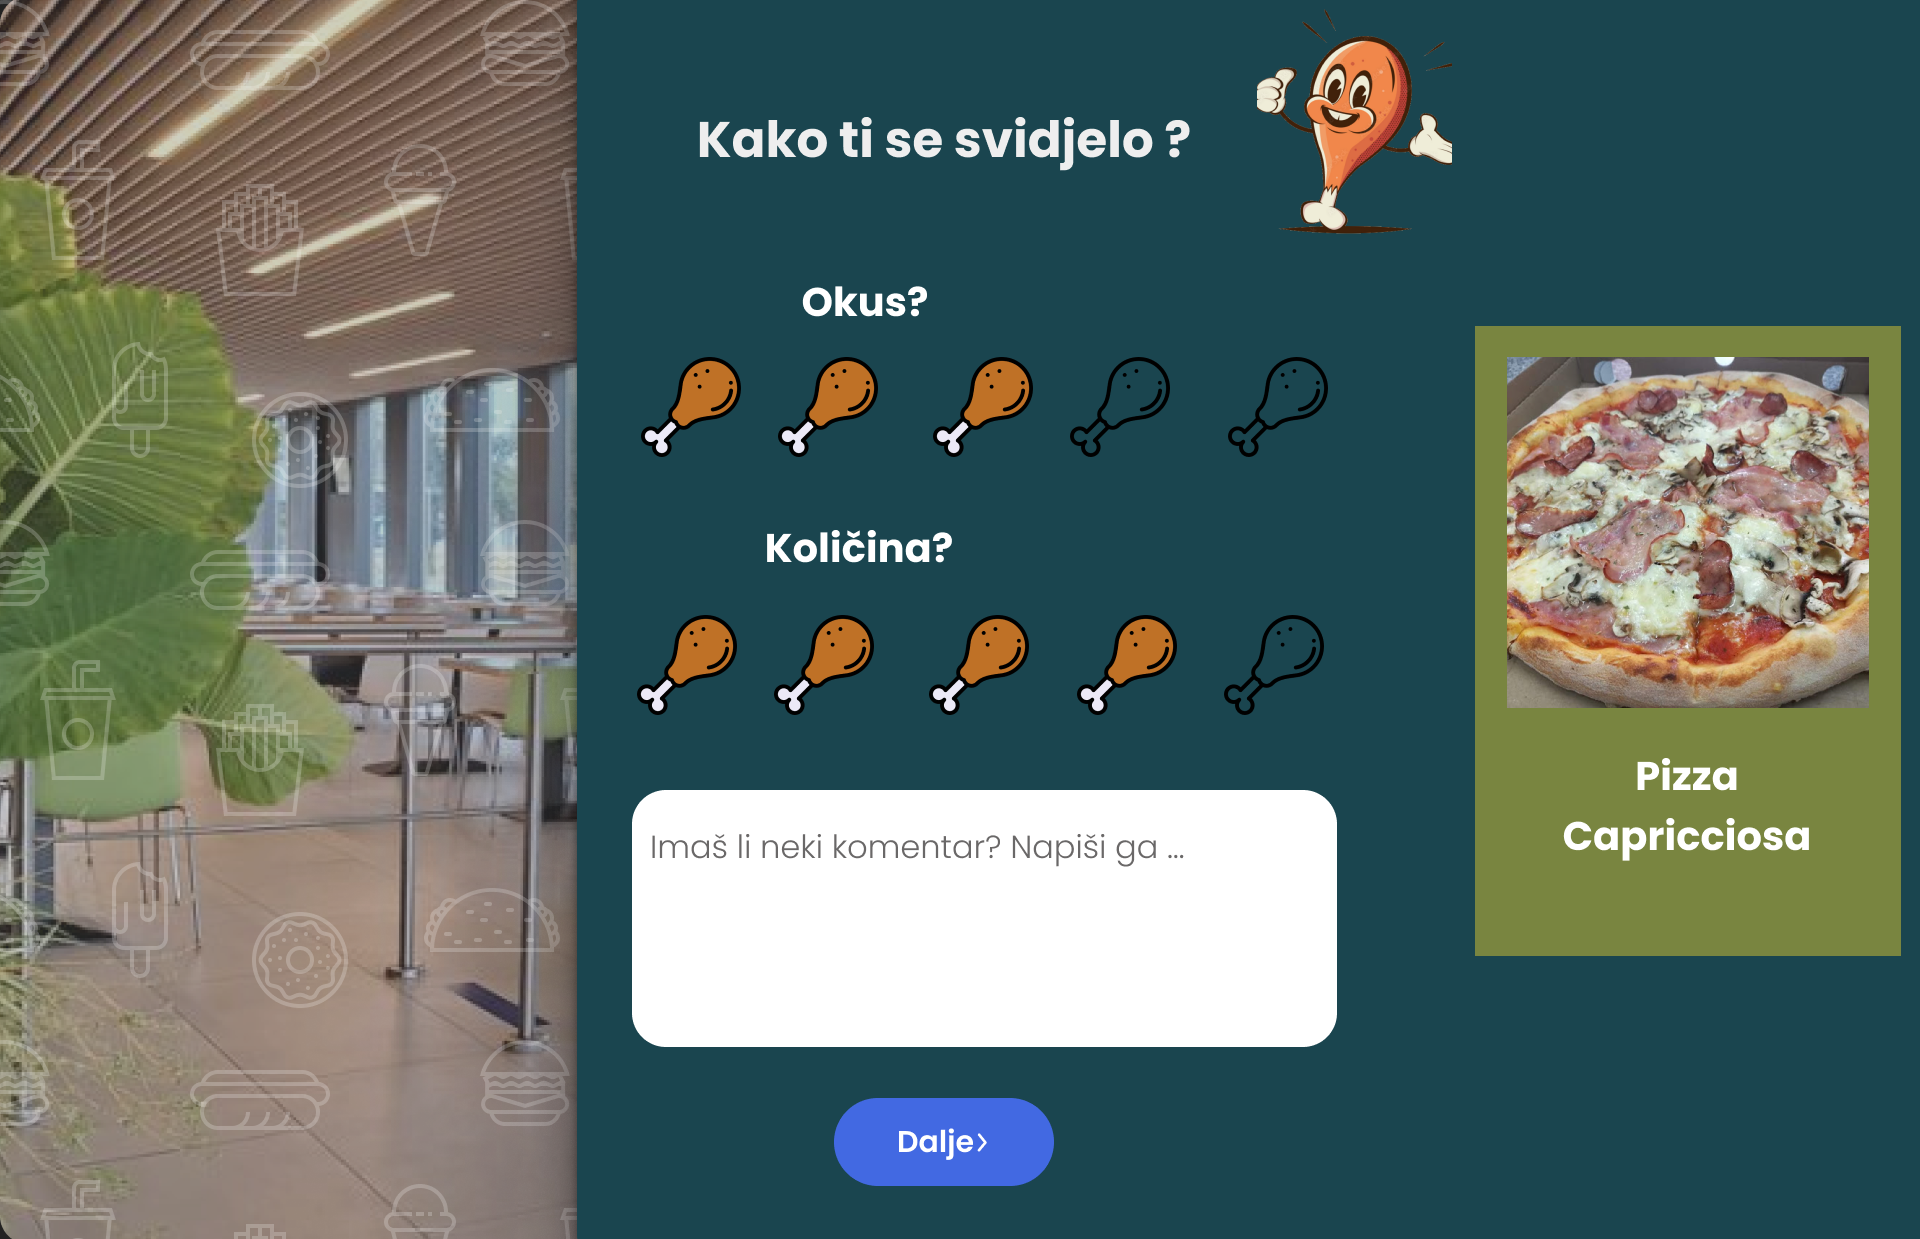 Kako ti se svidjelo ?
Okus?
Količina?
Imaš li neki komentar? Napiši ga ...
Dalje›
Pizza
Capricciosa